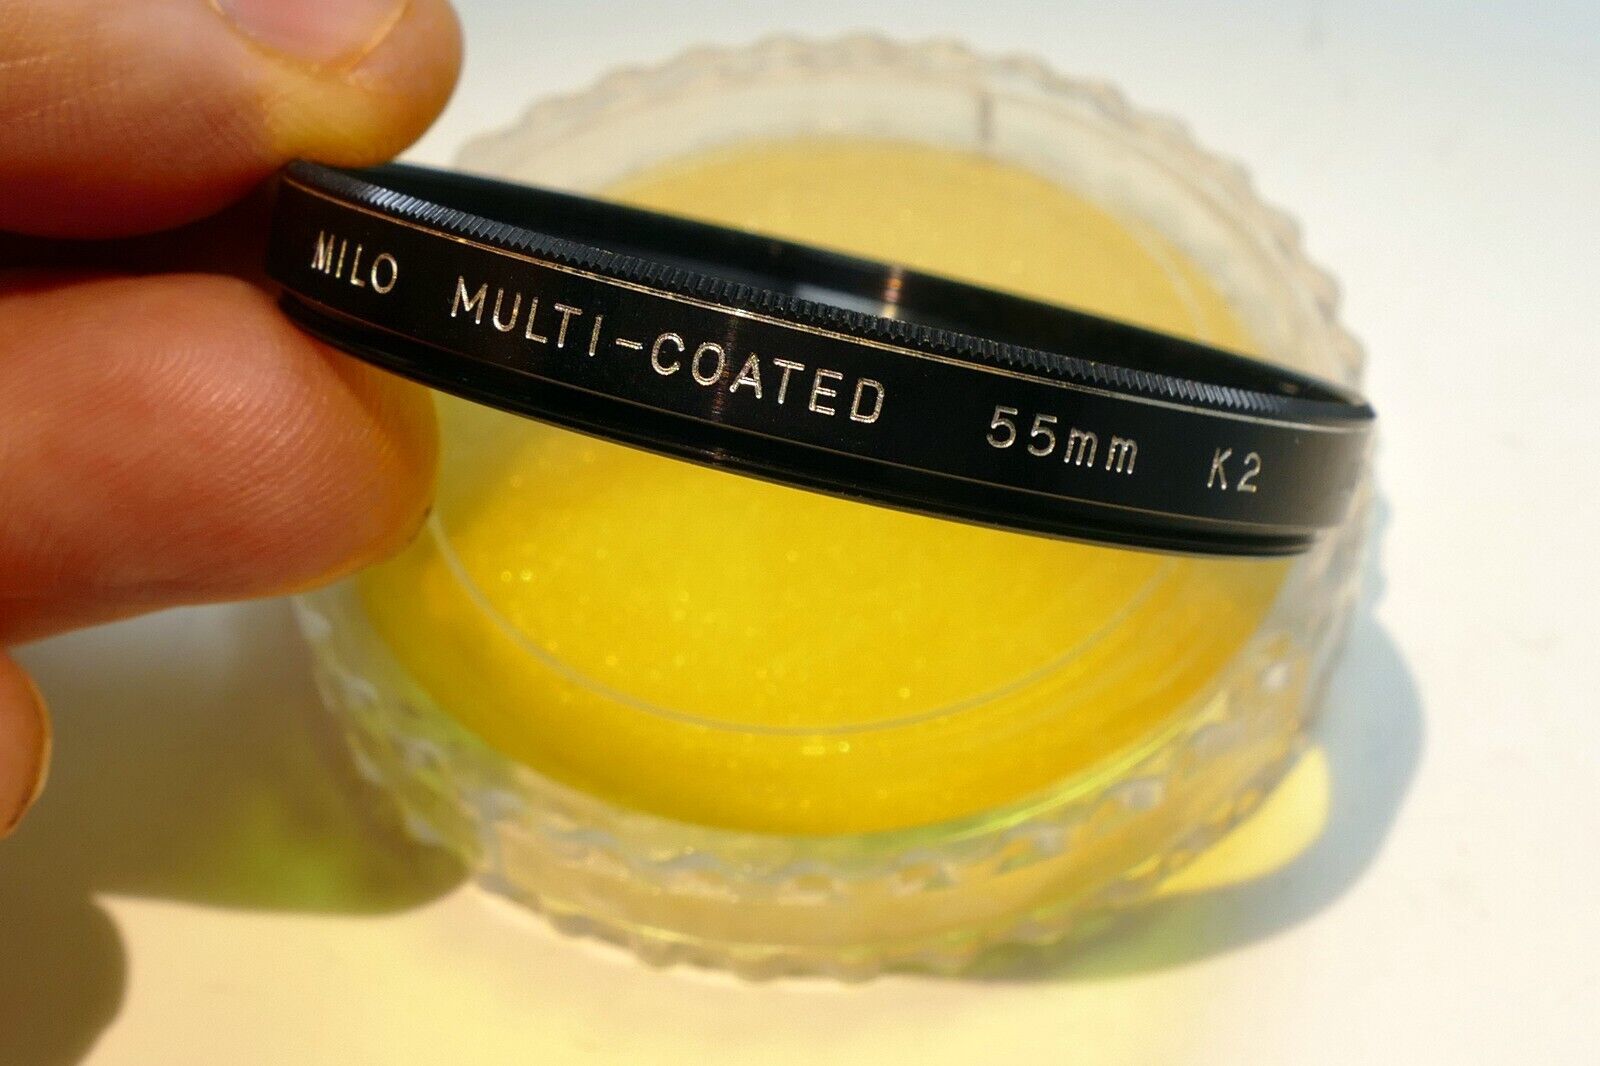 MILO MULTI-COATED 55mm K2